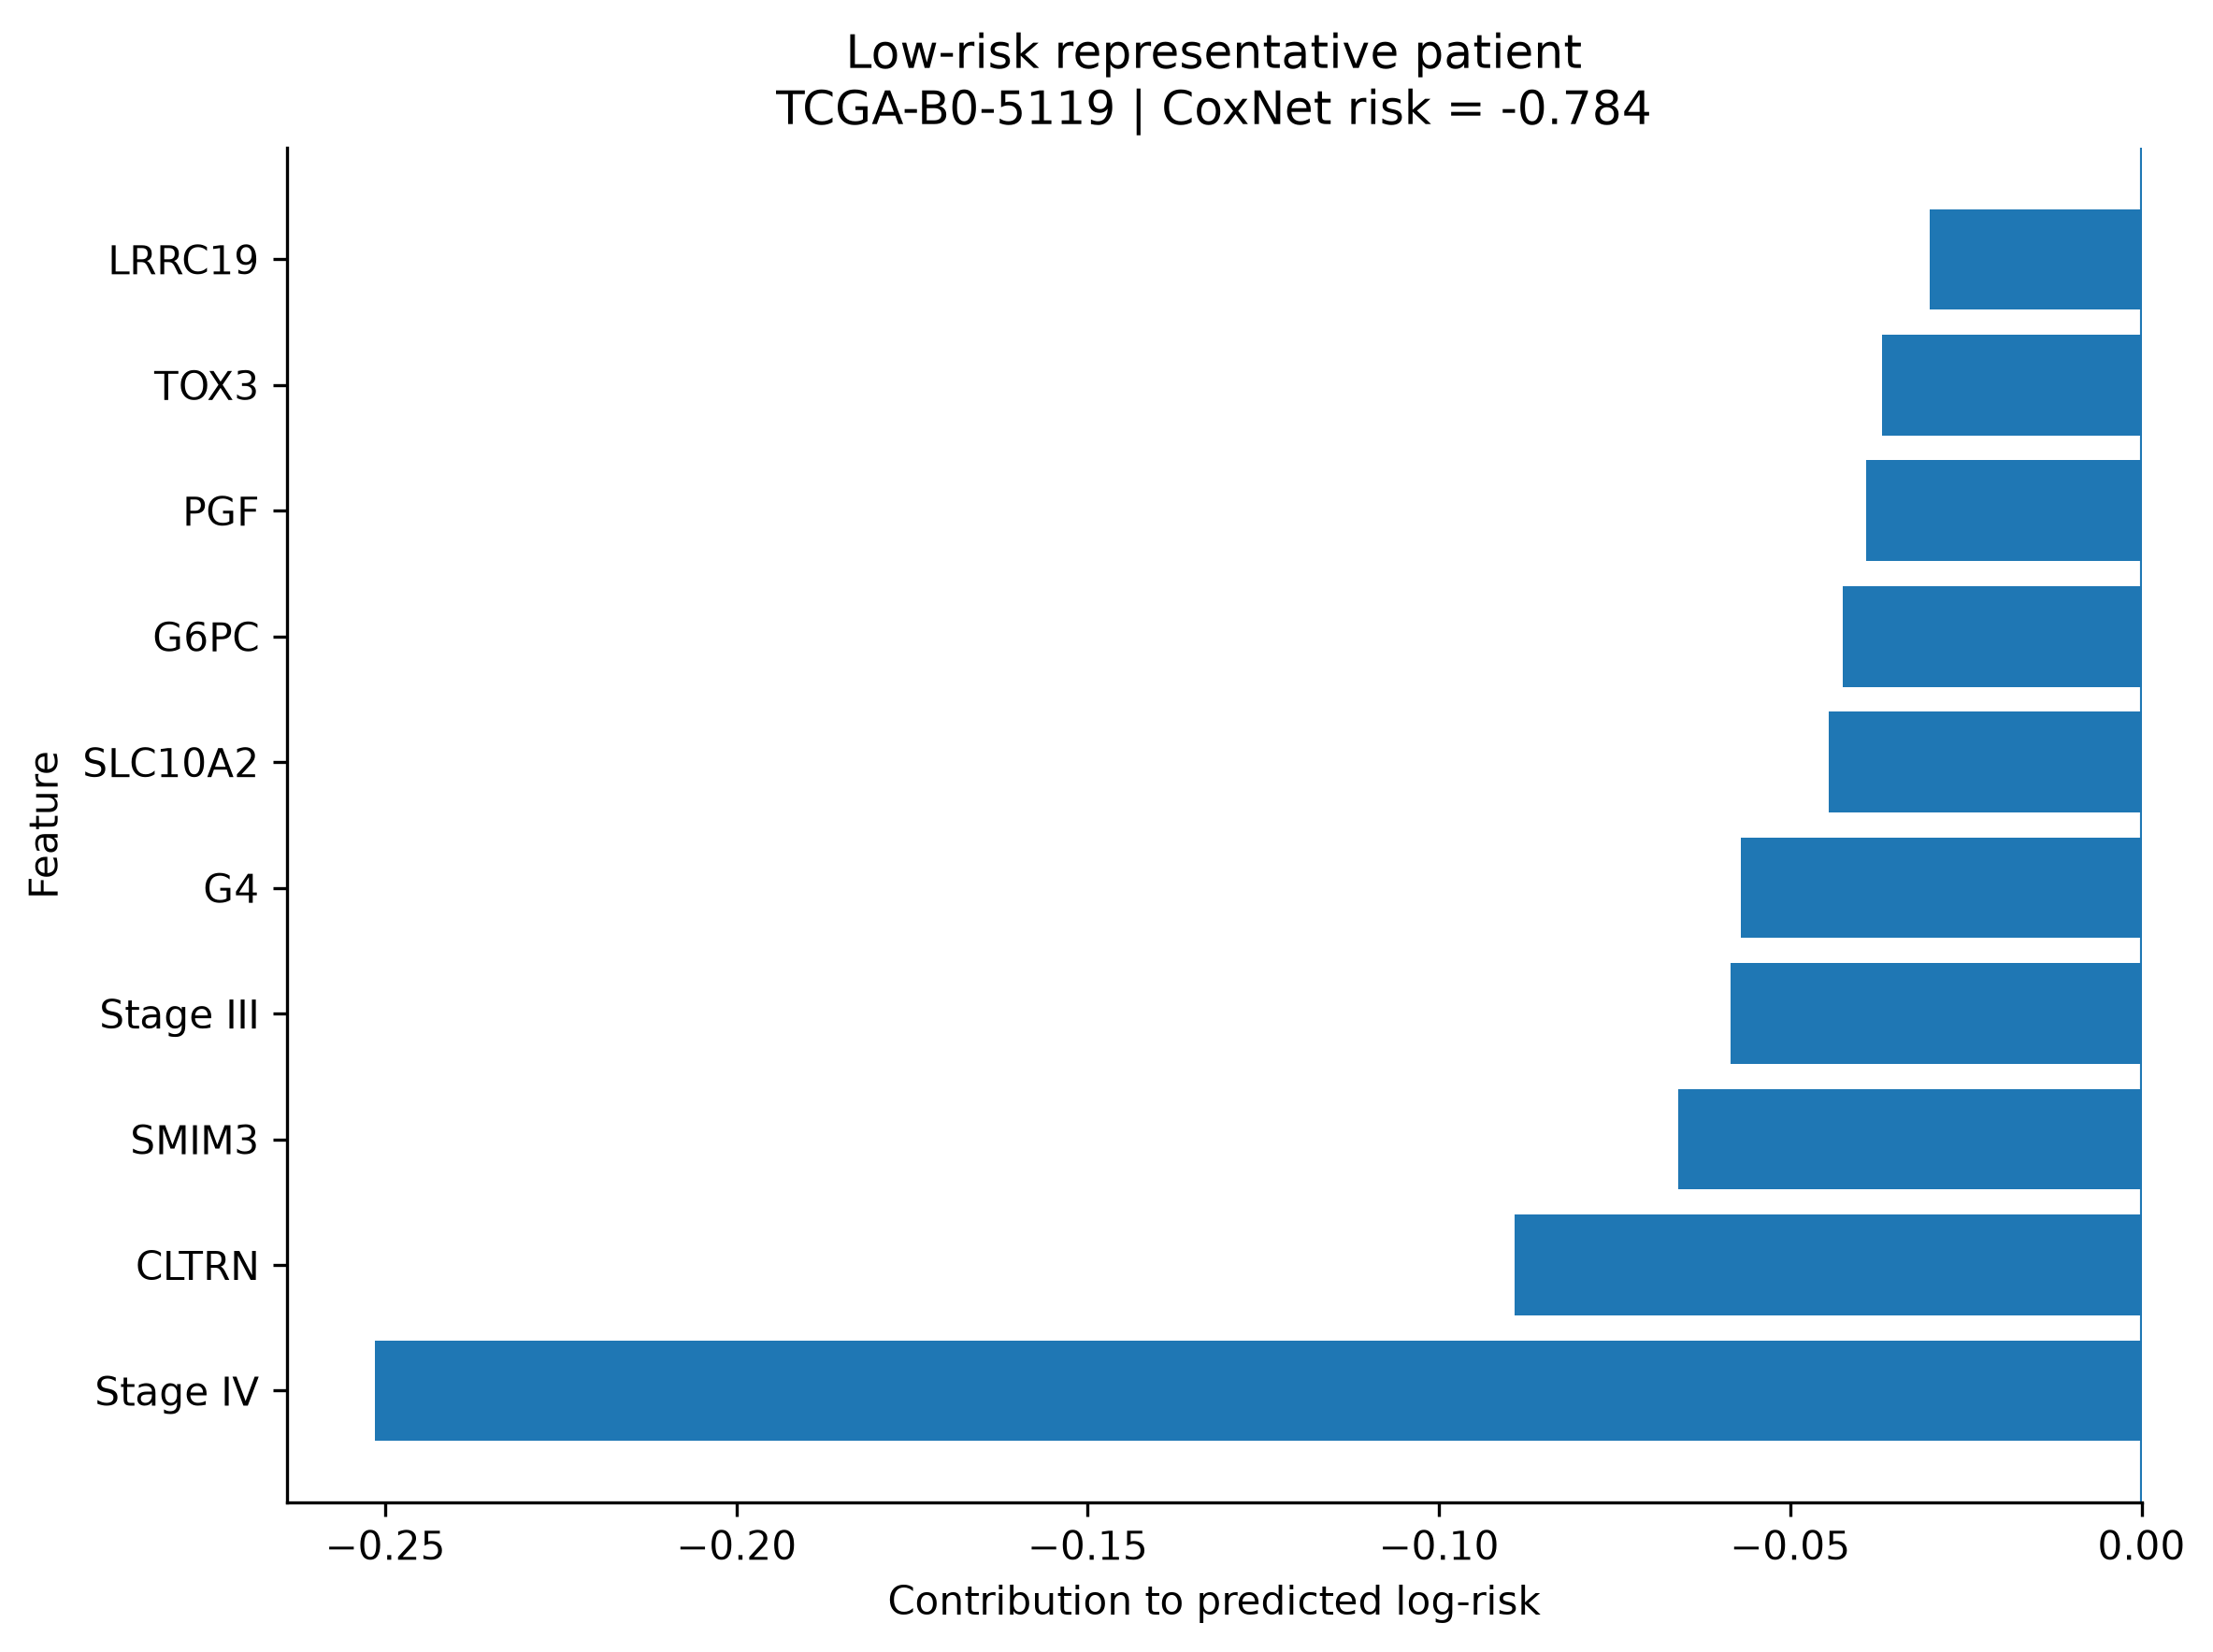 Low-risk representative patient
TCGA-B0-5119 | CoxNet risk = -0.784
LRRC19
TOX3
PGF
G6PC
SLC10A2
G4
Stage III
SMIM3
CLTRN
Stage IV
Feature
−0.25 −0.20 −0.15 −0.10 −0.05 0.00
Contribution to predicted log-risk